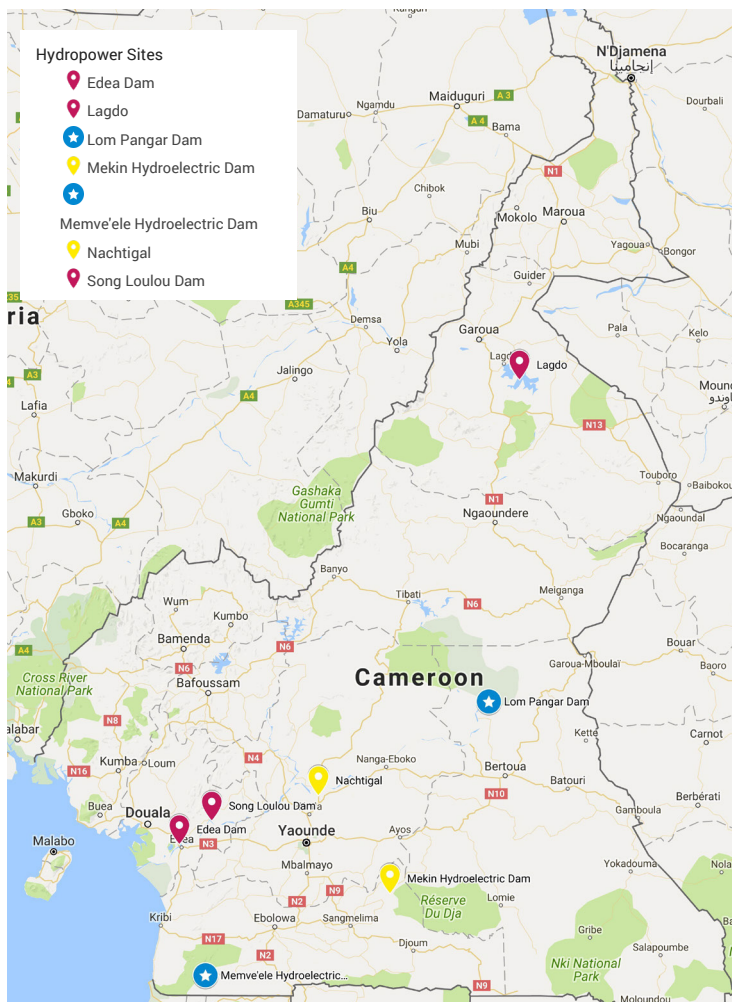 Hydropower Sites
Edea Dam
Lagdo
Lom Pangar Dam
Mekin Hydroelectric Dam
Memve'ele Hydroelectric Dam
Nachtigal
Song Loulou Dam
N'Djamena
إنجامينا
Maiduguri
A 3
Ngamdu
Damaturu
A 4
Bama
Dourbali
N1
Chibok
Mokolo
Maroua
Biu
Mubi
Yagoua
Bongor
A4
Guider
A345
ria
Demsa
Garoua
Pala
Kelo
Yola
Lagdo
Jalingo
A3
A4
Lafia
N13
Makurdi
Touboro
Baibokou
Gashaka
Gumti
National Park
N1
Gboko
A3
A4
Ngaoundere
Ngaoundal
Bocaranga
Banyo
Meiganga
Tibati
N6
Wum
Kumbo
Bamenda
N6
A4
Garoua-Mboulaï
Bouar
Baoro
N6
Cross River
National Park
Bafoussam
Cameroon
Lom Pangar Dam
N8
alabar
Kette
Carnot
N4
Nanga-Eboko
Kumba
Loum
N16
Bertoua
Batouri
Nachtigal
N10
Berbérati
Buea
Song Loulou Dam
Gamboula
Douala
Edea Dam
Yaounde
Ayos
Malabo
N3
Mbalmayo
Yokadouma
Mekin Hydroelectric Dam
N9
N2
Réserve
Du Dja
Lomie
Kribi
Ebolowa
Sangmelima
Gribe
N17
Djoum
Salapoumbe
N2
Nki National
Park
Memve'ele Hydroelectric...
N9
Moloundou